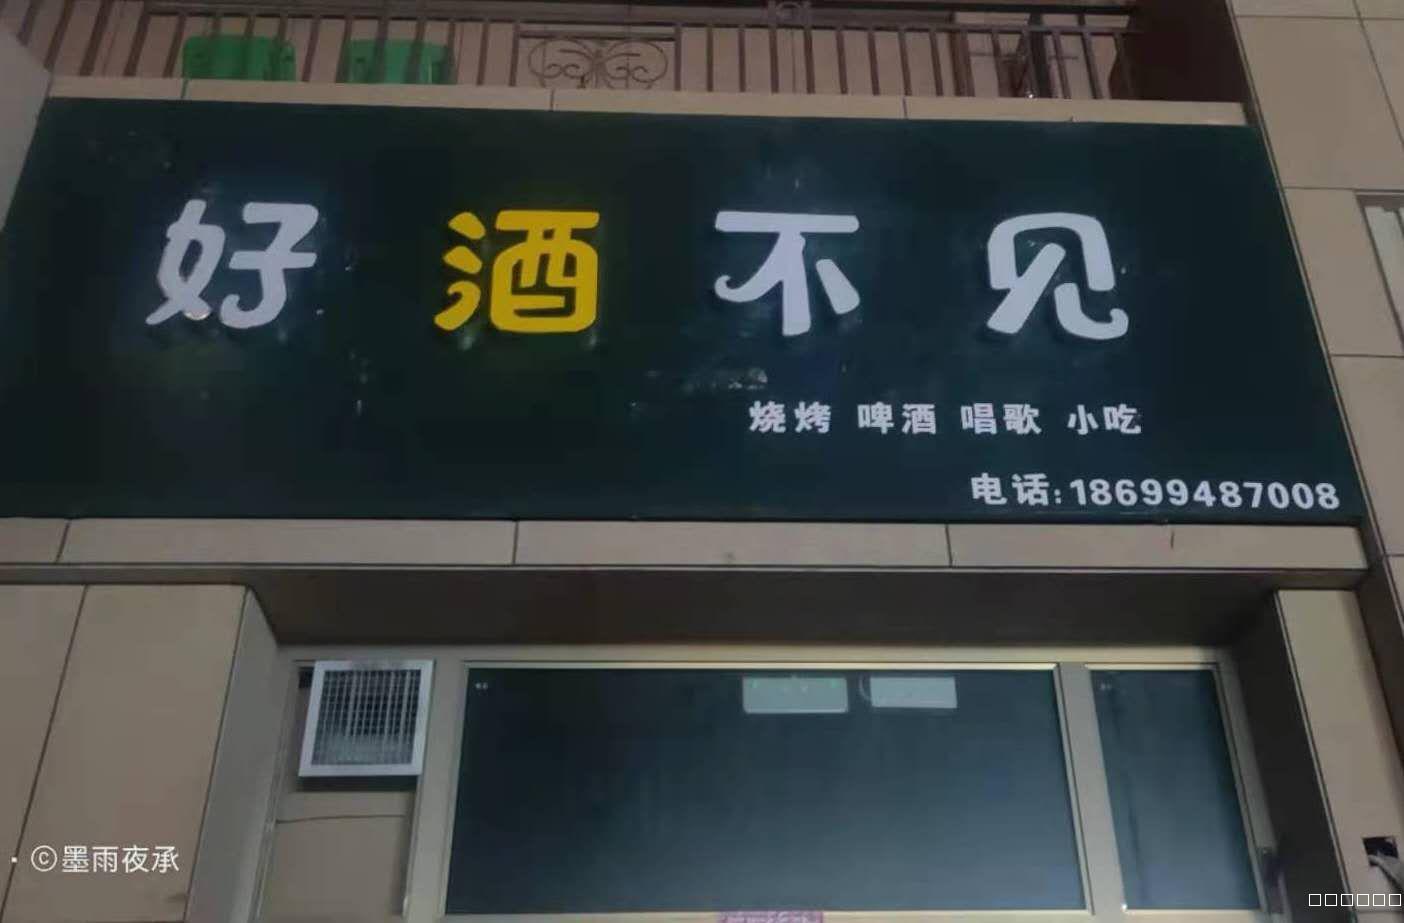 好酒不见
烧烤 啤酒 唱歌 小吃
电话:18699487008
©墨雨夜承